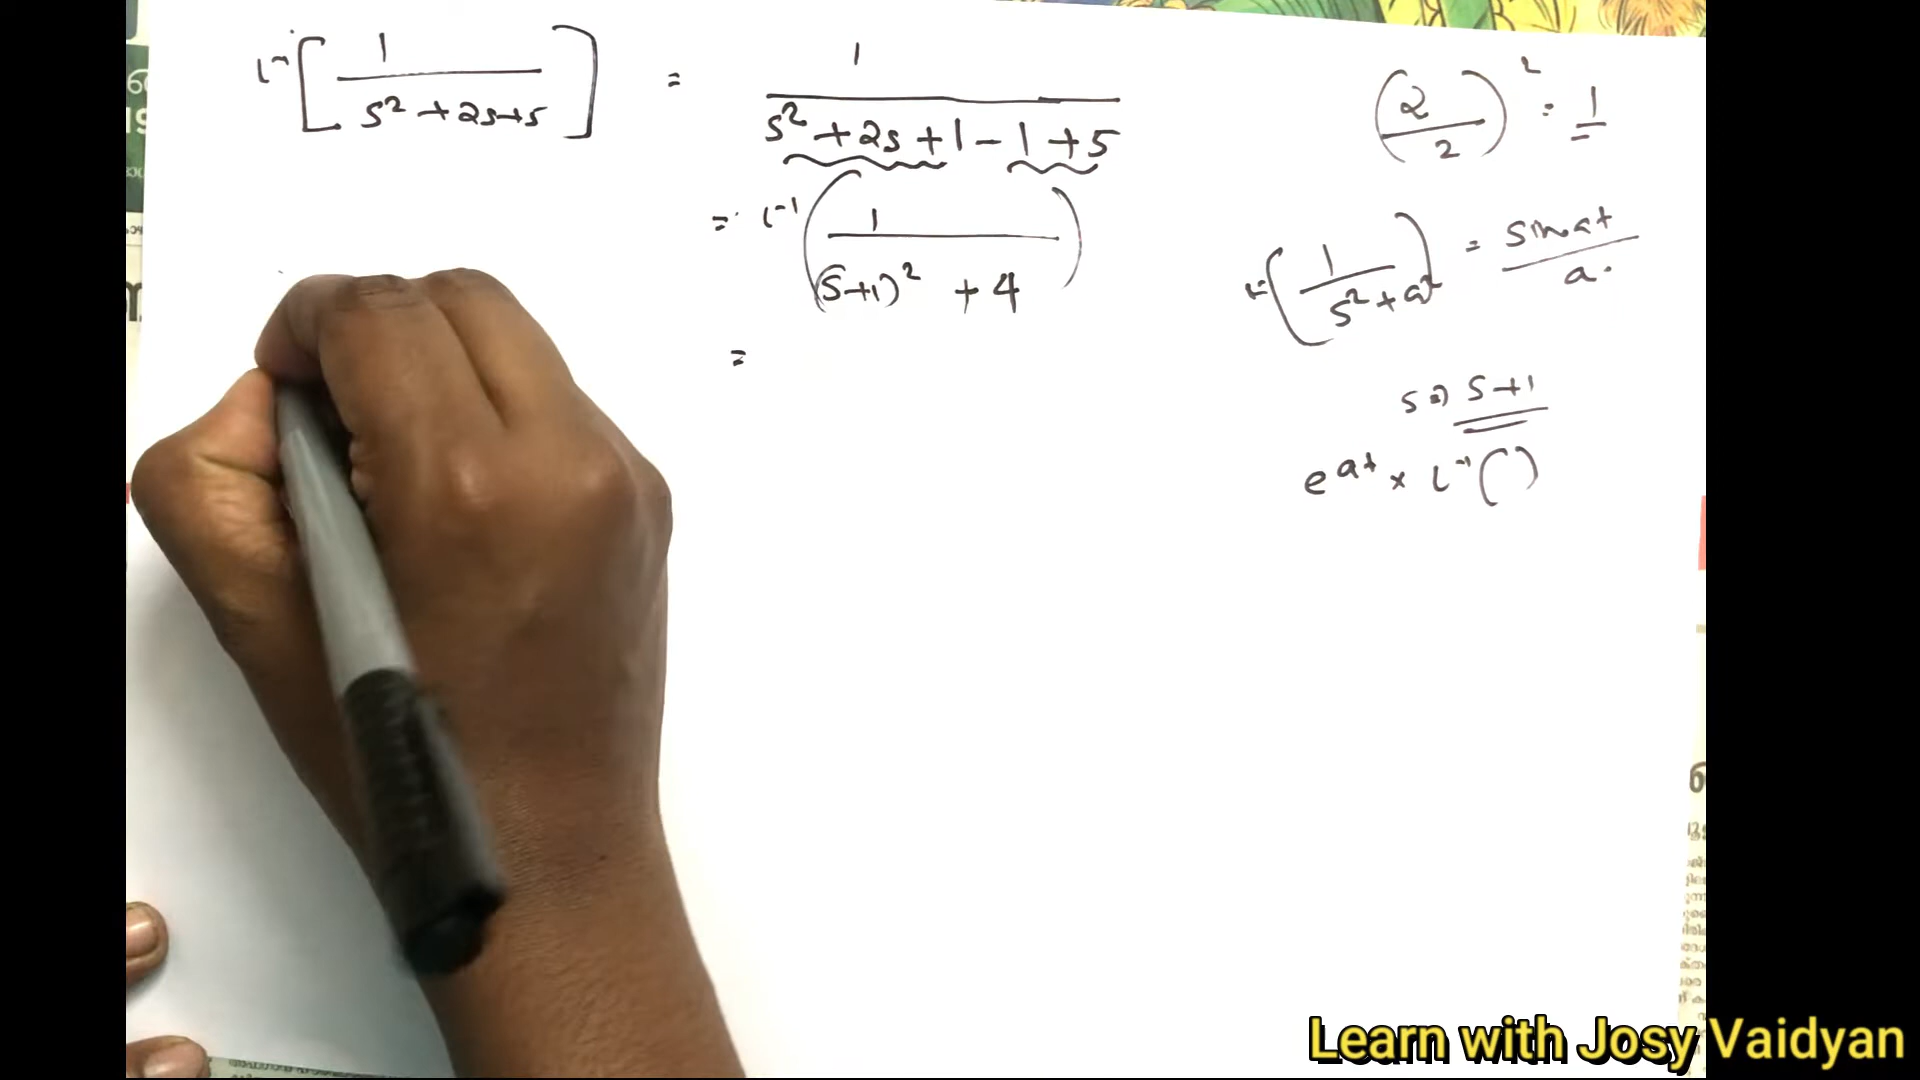 L⁻¹[1/(s² + 2s + 5)] = 1/(s² + 2s + 1 - 1 + 5)
= L⁻¹(1/((s+1)² + 4))
=
(2/2)² = 1
L⁻¹(1/(s² + a²)) = sin at/a.
s ⇒ s+1
e^at × L⁻¹( )
Learn with Josy Vaidyan